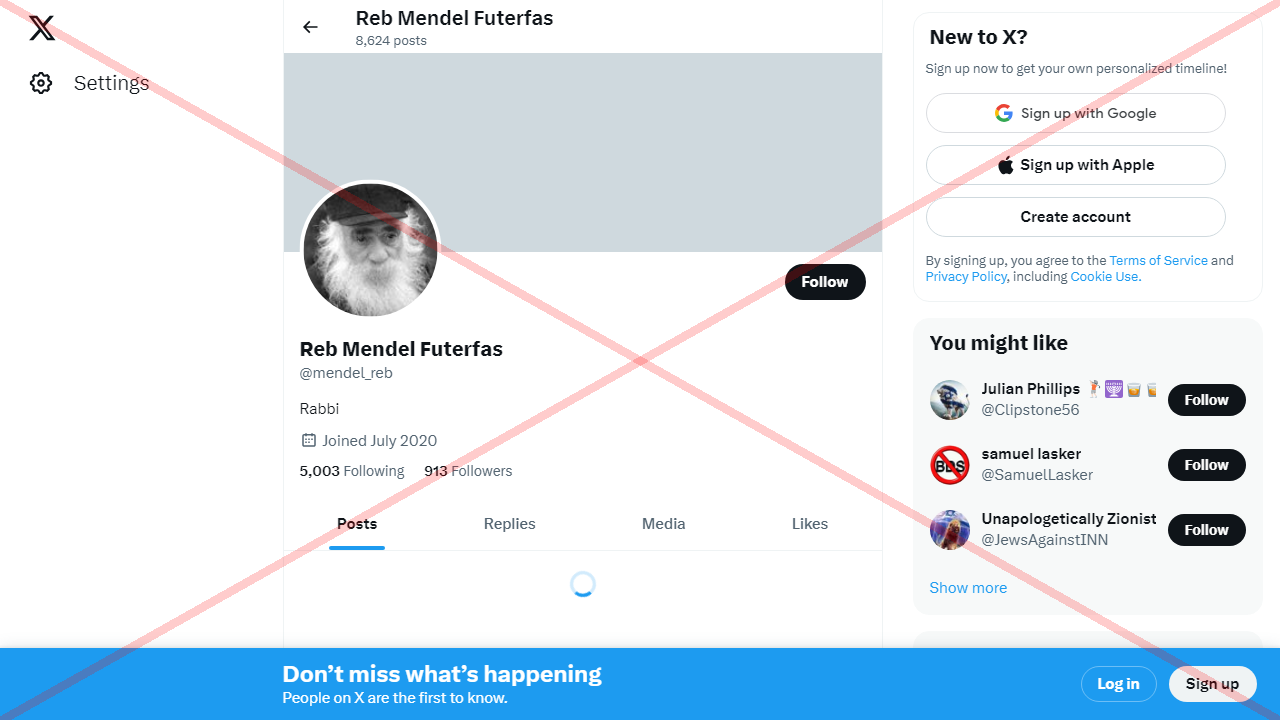 Settings
Reb Mendel Futerfas
8,624 posts
Follow
Reb Mendel Futerfas
@mendel_reb
Rabbi
Joined July 2020
5,003 Following 913 Followers
Posts Replies Media Likes
New to X?
Sign up now to get your own personalized timeline!
Sign up with Google
Sign up with Apple
Create account
By signing up, you agree to the Terms of Service and
Privacy Policy, including Cookie Use.
You might like
Julian Phillips
@Clipstone56
Follow
BDS
samuel lasker
@SamuelLasker
Follow
Unapologetically Zionist
@JewsAgainstINN
Follow
Show more
Don’t miss what’s happening
People on X are the first to know.
Log in
Sign up